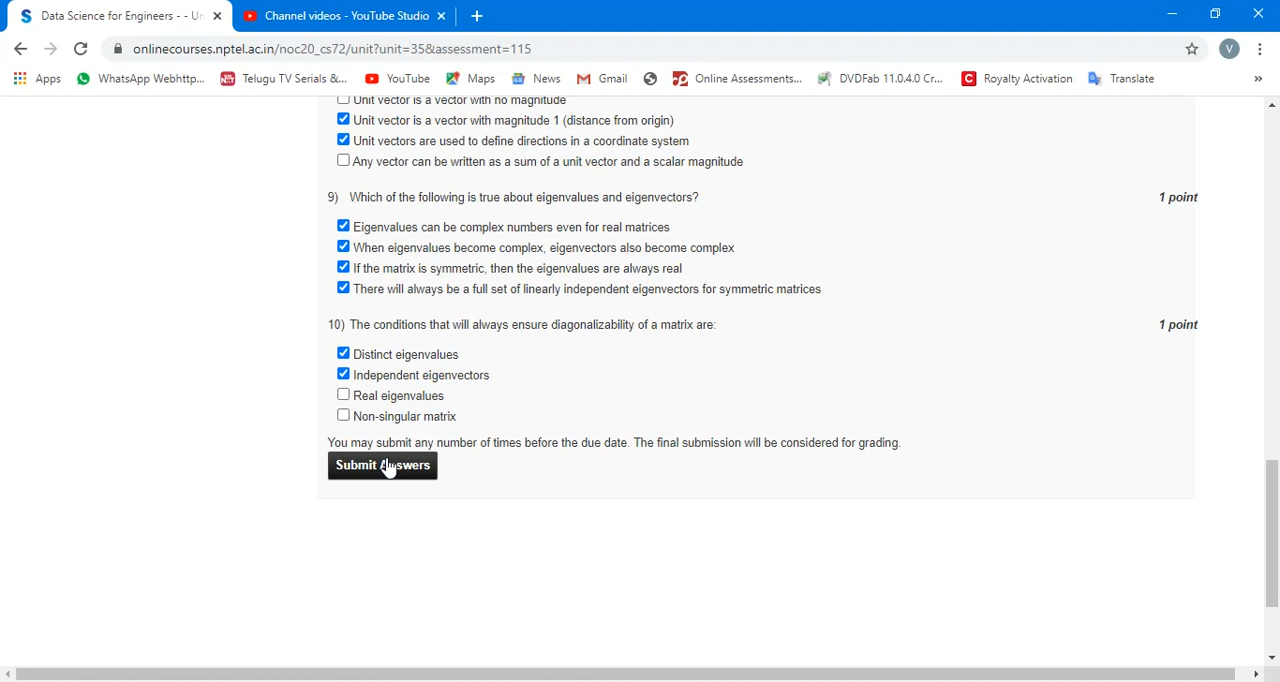 Data Science for Engineers - - Un
Channel videos - YouTube Studio
onlinecourses.nptel.ac.in/noc20_cs72/unit?unit=35&assessment=115
V
Apps WhatsApp Webhttp... Telugu TV Serials &... YouTube Maps News Gmail Online Assessments... DVDFab 11.0.4.0 Cr... Royalty Activation Translate »
Unit vector is a vector with no magnitude
Unit vector is a vector with magnitude 1 (distance from origin)
Unit vectors are used to define directions in a coordinate system
Any vector can be written as a sum of a unit vector and a scalar magnitude
9) Which of the following is true about eigenvalues and eigenvectors? 1 point
Eigenvalues can be complex numbers even for real matrices
When eigenvalues become complex, eigenvectors also become complex
If the matrix is symmetric, then the eigenvalues are always real
There will always be a full set of linearly independent eigenvectors for symmetric matrices
10) The conditions that will always ensure diagonalizability of a matrix are: 1 point
Distinct eigenvalues
Independent eigenvectors
Real eigenvalues
Non-singular matrix
You may submit any number of times before the due date. The final submission will be considered for grading.
Submit Answers